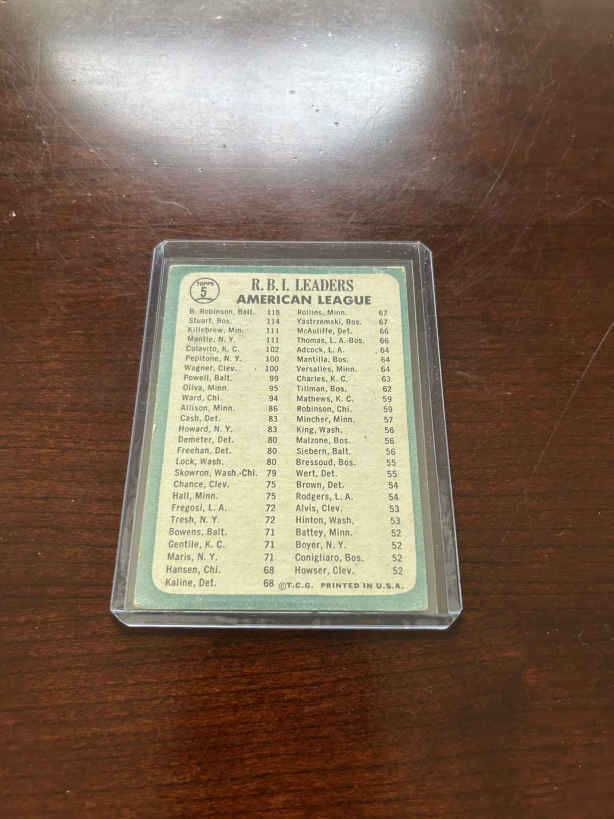 TOPPS
5
R.B.I. LEADERS
AMERICAN LEAGUE
B. Robinson, Balt. 118
Stuart, Bos. 114
Killebrew, Min. 111
Mantle, N. Y. 111
Colavito, K. C. 102
Pepitone, N. Y. 100
Wagner, Clev. 100
Powell, Balt. 99
Oliva, Minn. 95
Ward, Chi. 94
Allison, Minn. 86
Cash, Det. 83
Howard, N. Y. 83
Demeter, Det. 80
Freehan, Det. 80
Lock, Wash. 80
Skowron, Wash.-Chi. 79
Chance, Clev. 75
Hall, Minn. 75
Fregosi, L. A. 72
Tresh, N. Y. 72
Bowens, Balt. 71
Gentile, K. C. 71
Maris, N. Y. 71
Hansen, Chi. 68
Kaline, Det. 68
Rollins, Minn. 67
Yastrzemski, Bos. 67
McAuliffe, Det. 66
Thomas, L. A.-Bos. 66
Adcock, L. A. 64
Mantilla, Bos. 64
Versalles, Minn. 64
Charles, K. C. 63
Tillman, Bos. 62
Mathews, K. C. 59
Robinson, Chi. 59
Mincher, Minn. 57
King, Wash. 56
Malzone, Bos. 56
Siebern, Balt. 56
Bressoud, Bos. 55
Wert, Det. 55
Brown, Det. 54
Rodgers, L. A. 54
Alvis, Clev. 53
Hinton, Wash. 53
Battey, Minn. 52
Boyer, N. Y. 52
Conigliaro, Bos. 52
Howser, Clev. 52
©T.C.G. PRINTED IN U.S.A.